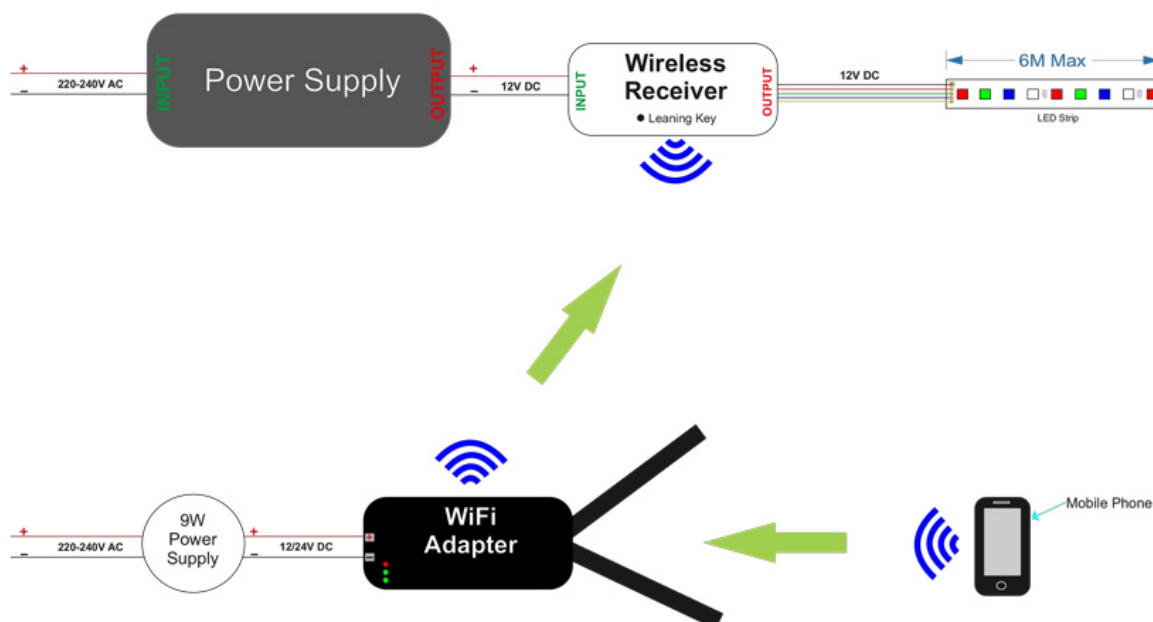 +
220-240V AC
−
INPUT
Power Supply
OUTPUT
+
12V DC
−
INPUT
Wireless
Receiver
● Leaning Key
OUTPUT
12V DC
6M Max
LED Strip
+
220-240V AC
−
9W
Power
Supply
+
12/24V DC
−
+
−
WiFi
Adapter
Mobile Phone